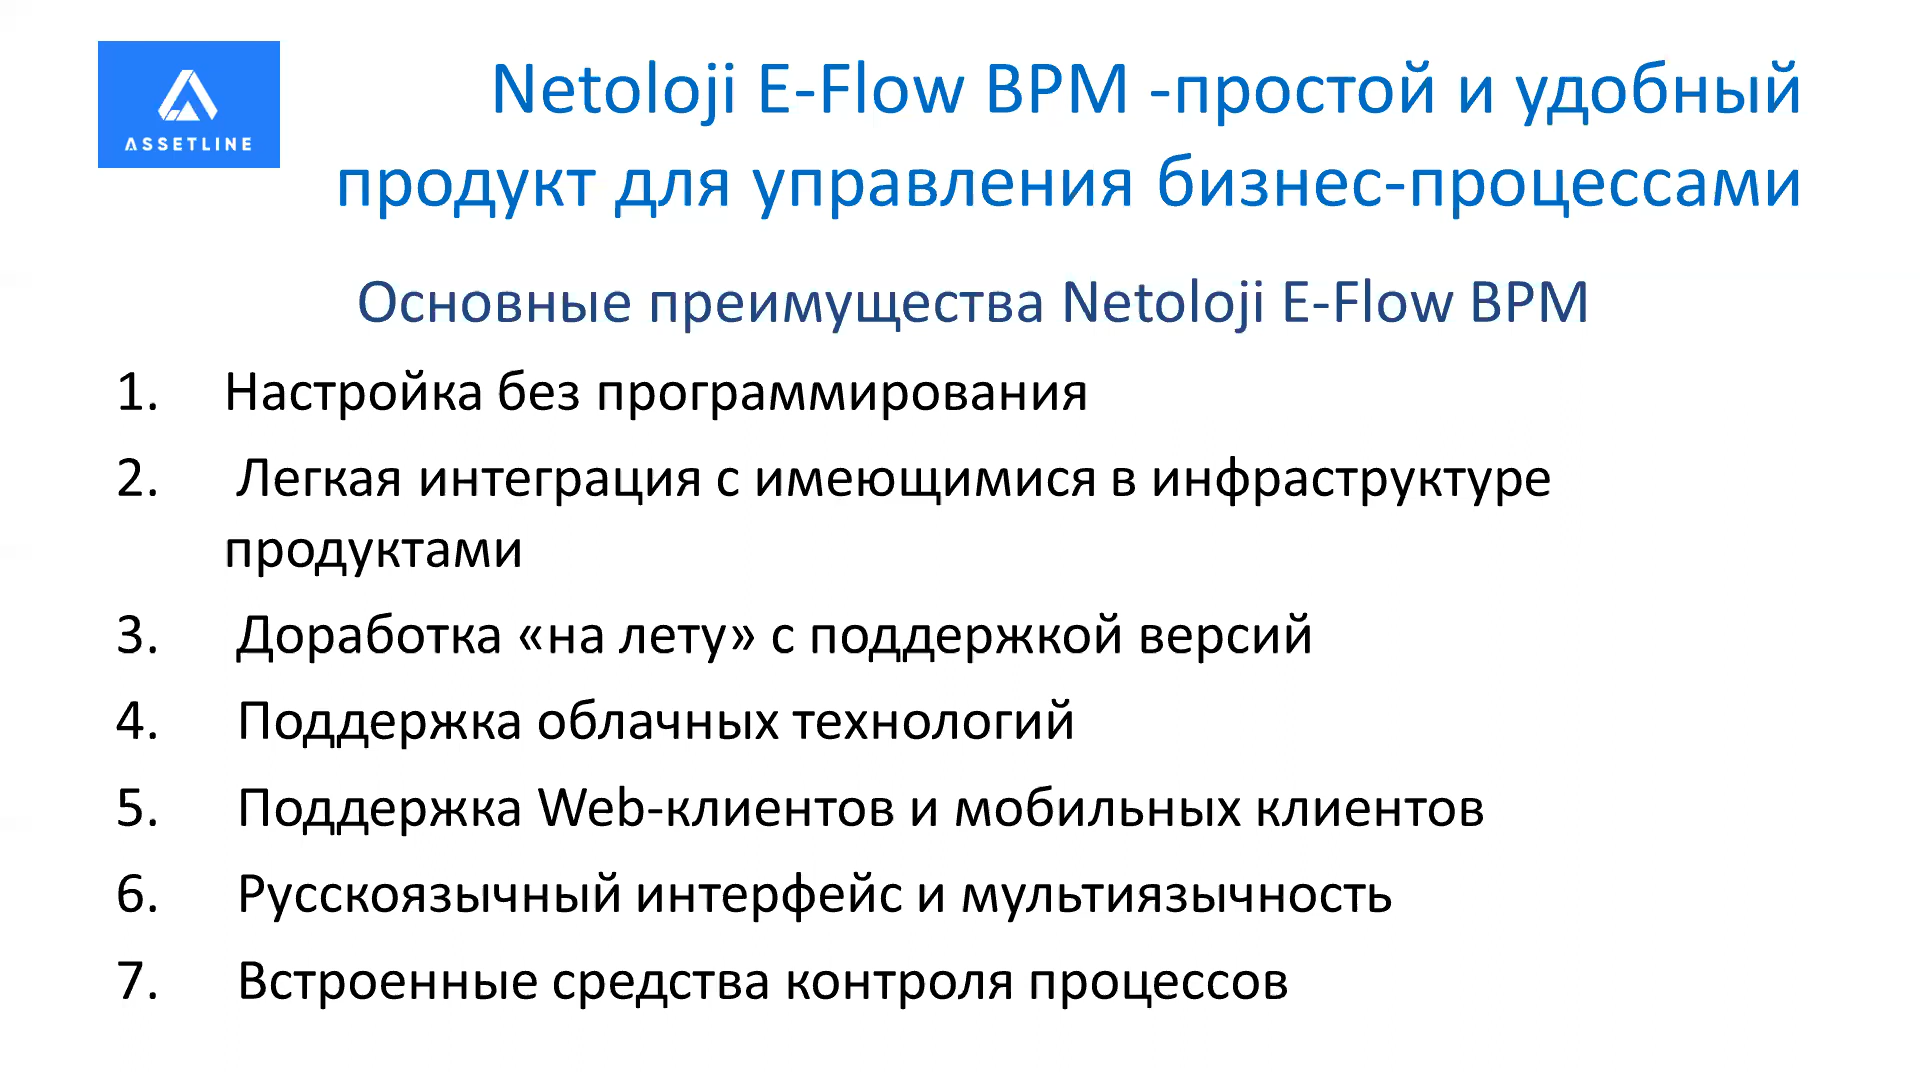 ASSETLINE
Netoloji E-Flow BPM -простой и удобный
продукт для управления бизнес-процессами
Основные преимущества Netoloji E-Flow BPM
1. Настройка без программирования
2. Легкая интеграция с имеющимися в инфраструктуре
продуктами
3. Доработка «на лету» с поддержкой версий
4. Поддержка облачных технологий
5. Поддержка Web-клиентов и мобильных клиентов
6. Русскоязычный интерфейс и мультиязычность
7. Встроенные средства контроля процессов